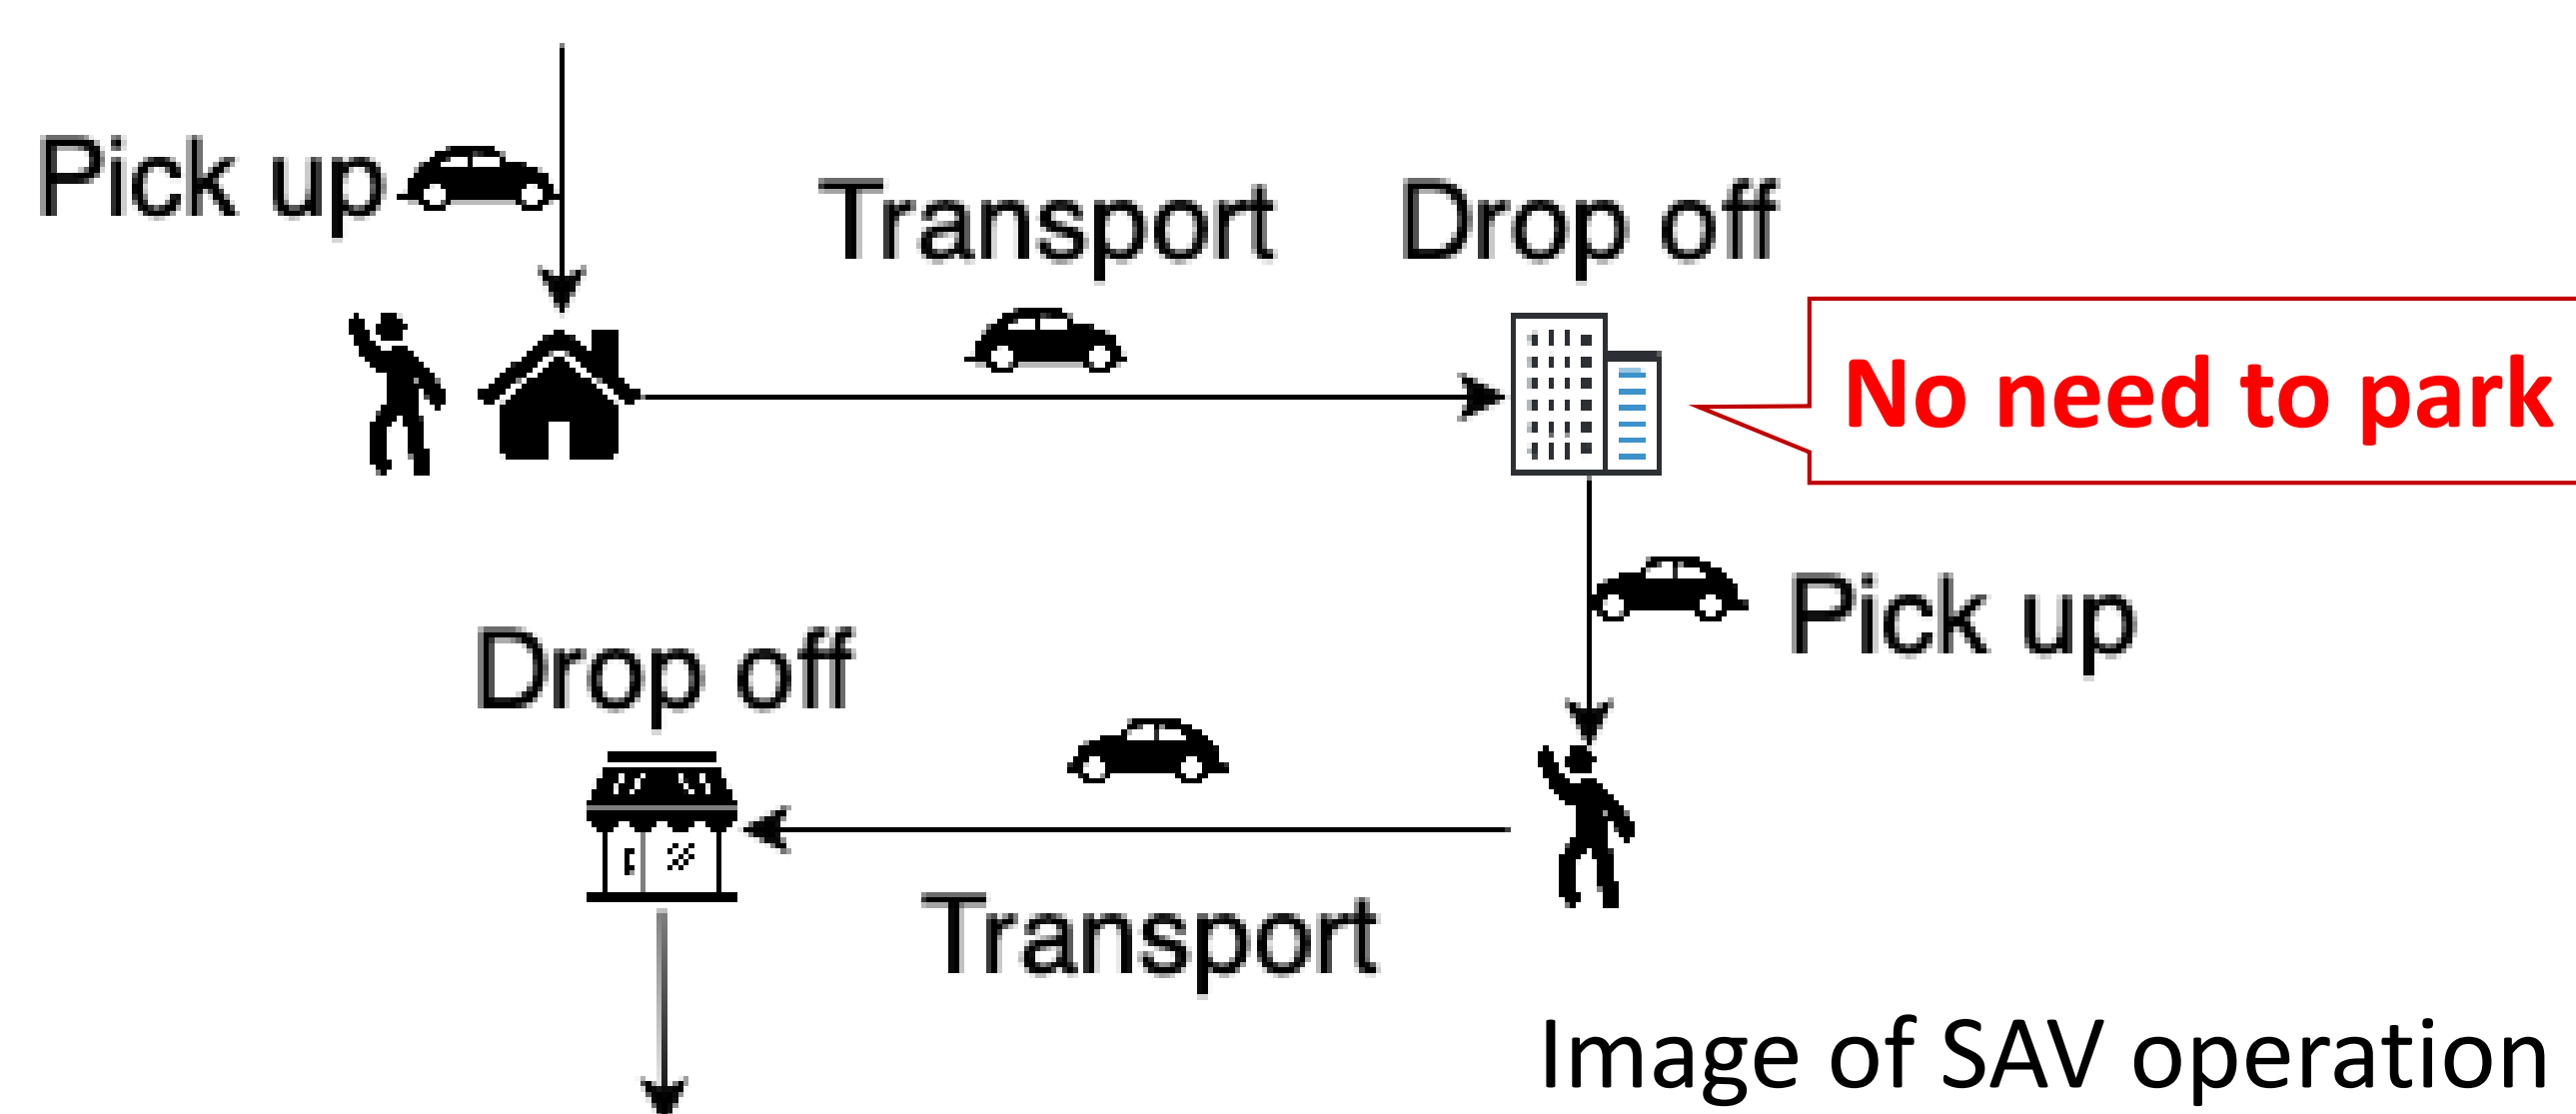 Pick up
Transport
Drop off
No need to park
Pick up
Drop off
Transport
Image of SAV operation